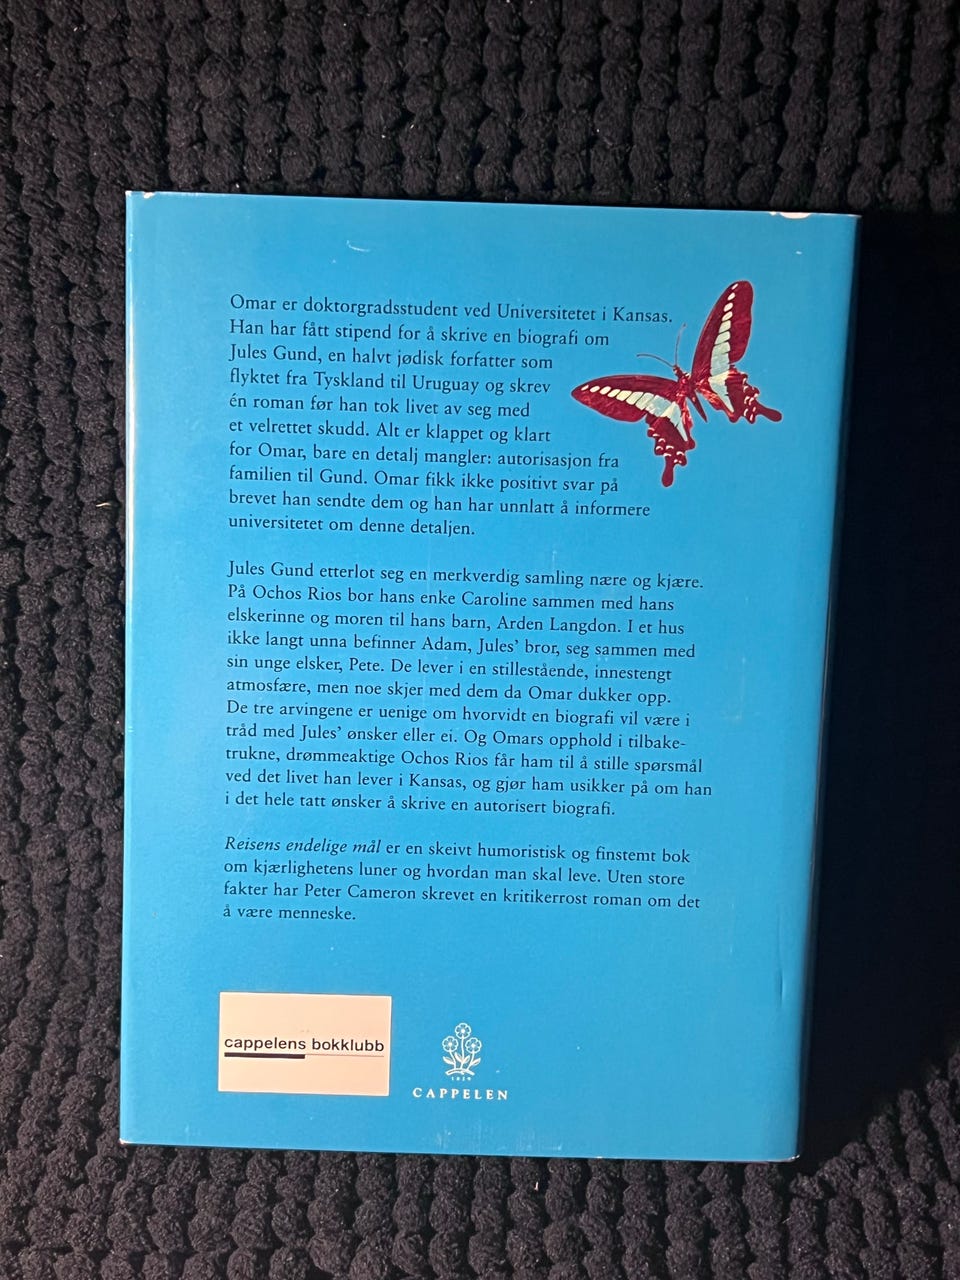 Omar er doktorgradsstudent ved Universitetet i Kansas.
Han har fått stipend for å skrive en biografi om
Jules Gund, en halvt jødisk forfatter som
flyktet fra Tyskland til Uruguay og skrev
én roman før han tok livet av seg med
et velrettet skudd. Alt er klappet og klart
for Omar, bare en detalj mangler: autorisasjon fra
familien til Gund. Omar fikk ikke positivt svar på
brevet han sendte dem og han har unnlatt å informere
universitetet om denne detaljen.
Jules Gund etterlot seg en merkverdig samling nære og kjære.
På Ochos Rios bor hans enke Caroline sammen med hans
elskerinne og moren til hans barn, Arden Langdon. I et hus
ikke langt unna befinner Adam, Jules’ bror, seg sammen med
sin unge elsker, Pete. De lever i en stillestående, innestengt
atmosfære, men noe skjer med dem da Omar dukker opp.
De tre arvingene er uenige om hvorvidt en biografi vil være i
tråd med Jules’ ønsker eller ei. Og Omars opphold i tilbake-
trukne, drømmeaktige Ochos Rios får ham til å stille spørsmål
ved det livet han lever i Kansas, og gjør ham usikker på om han
i det hele tatt ønsker å skrive en autorisert biografi.
Reisens endelige mål er en skeivt humoristisk og finstemt bok
om kjærlighetens luner og hvordan man skal leve. Uten store
fakter har Peter Cameron skrevet en kritikerrost roman om det
å være menneske.
cappelens bokklubb
1829
CAPPELEN